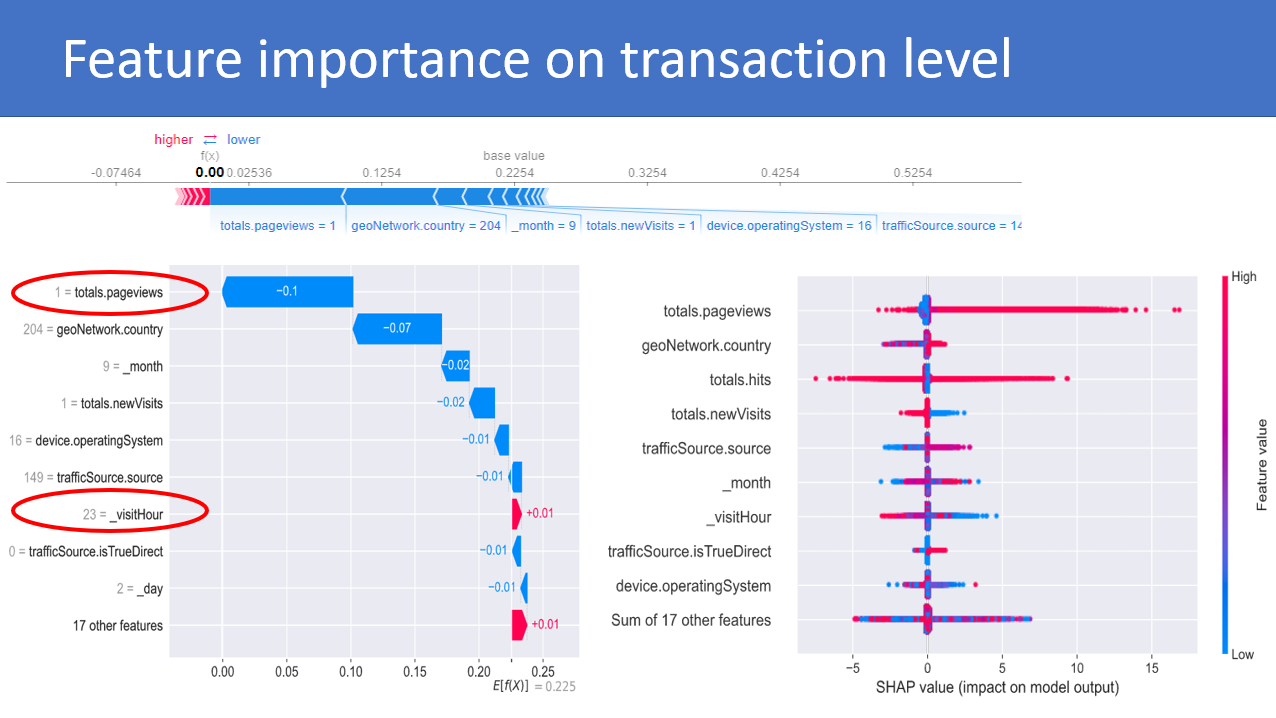 Feature importance on transaction level
higher ⇄ lower
f(x)
base value
-0.07464 0.00 0.02536 0.1254 0.2254 0.3254 0.4254 0.5254
totals.pageviews = 1 geoNetwork.country = 204 _month = 9 totals.newVisits = 1 device.operatingSystem = 16 trafficSource.source = 14
1 = totals.pageviews −0.1
204 = geoNetwork.country −0.07
9 = _month −0.02
1 = totals.newVisits −0.02
16 = device.operatingSystem −0.01
149 = trafficSource.source −0.01
23 = _visitHour +0.01
0 = trafficSource.isTrueDirect −0.01
2 = _day −0.01
17 other features +0.01
0.00 0.05 0.10 0.15 0.20 0.25
E[f(X)] = 0.225
totals.pageviews
geoNetwork.country
totals.hits
totals.newVisits
trafficSource.source
_month
_visitHour
trafficSource.isTrueDirect
device.operatingSystem
Sum of 17 other features
−5 0 5 10 15
SHAP value (impact on model output)
High
Feature value
Low